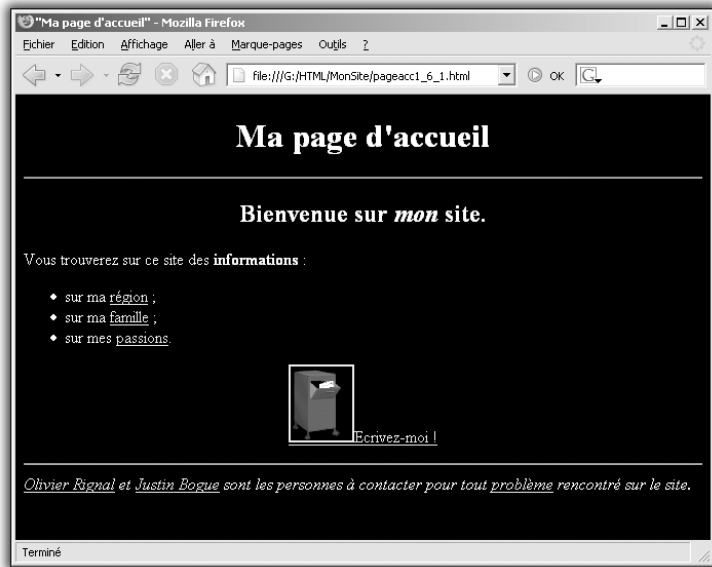 "Ma page d'accueil" - Mozilla Firefox
Fichier Edition Affichage Aller à Marque-pages Outils ?
file:///G:/HTML/MonSite/pageacc1_6_1.html OK G
Ma page d'accueil
Bienvenue sur mon site.
Vous trouverez sur ce site des informations :
• sur ma région ;
• sur ma famille ;
• sur mes passions.
Ecrivez-moi !
Olivier Rignal et Justin Bogue sont les personnes à contacter pour tout problème rencontré sur le site.
Terminé